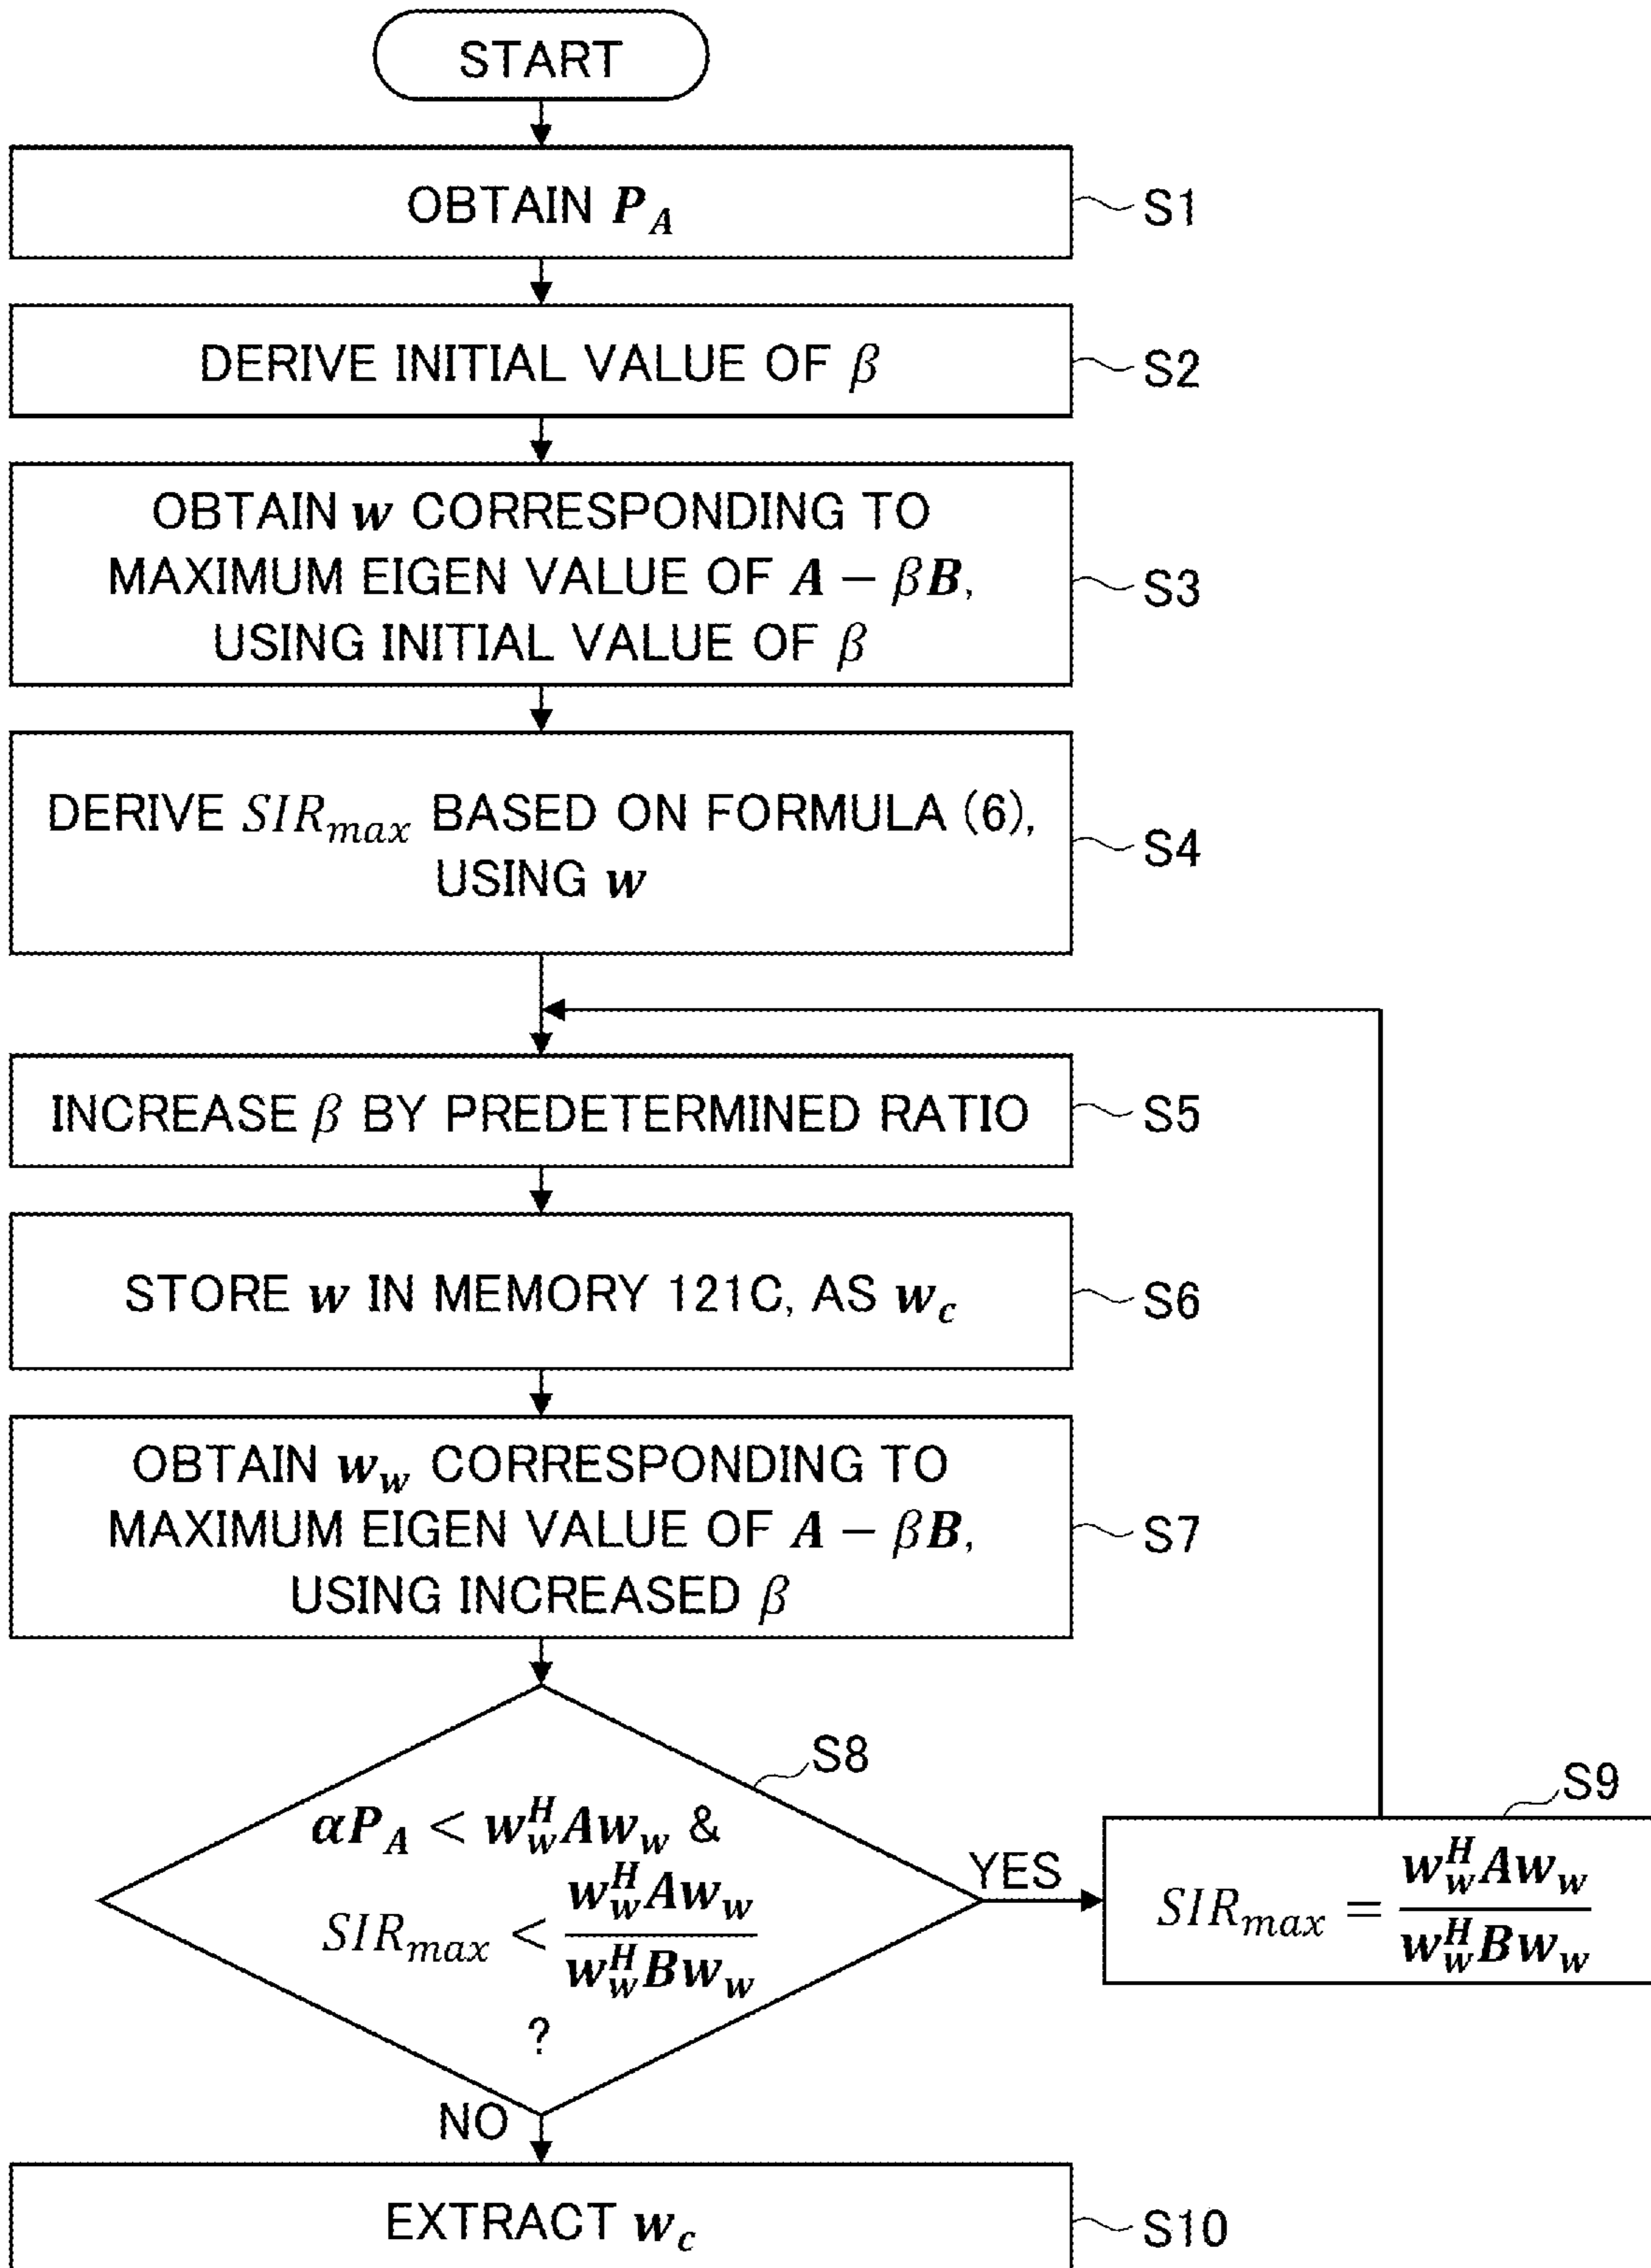 START
OBTAIN P_A
S1
DERIVE INITIAL VALUE OF β
S2
OBTAIN w CORRESPONDING TO
MAXIMUM EIGEN VALUE OF A − βB,
USING INITIAL VALUE OF β
S3
DERIVE SIR_max BASED ON FORMULA (6),
USING w
S4
INCREASE β BY PREDETERMINED RATIO
S5
STORE w IN MEMORY 121C, AS w_c
S6
OBTAIN w_w CORRESPONDING TO
MAXIMUM EIGEN VALUE OF A − βB,
USING INCREASED β
S7
S8
αP_A < w_w^H A w_w &
SIR_max < w_w^H A w_w / w_w^H B w_w
?
YES
S9
SIR_max = w_w^H A w_w / w_w^H B w_w
NO
EXTRACT w_c
S10